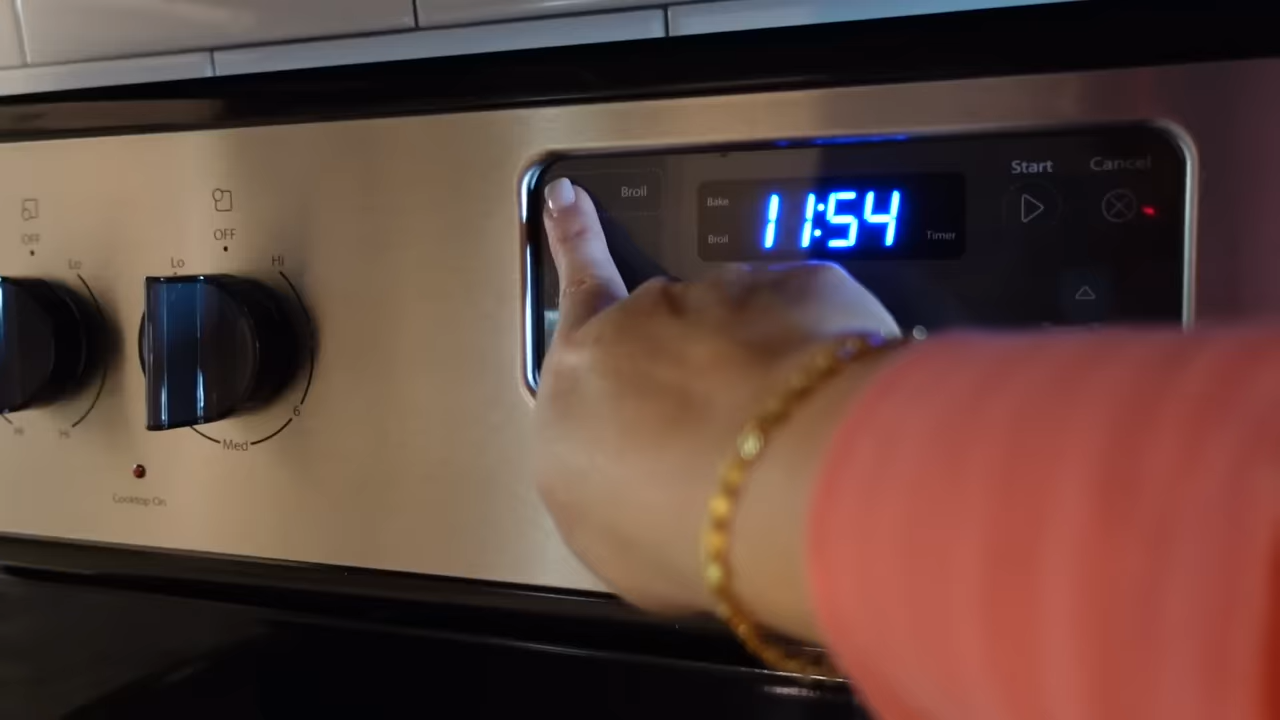 OFF
Lo
Hi
Hi
Cooktop On
OFF
Lo
Hi
6
Med
Broil
Bake
Broil
11:54
Timer
Start
Cancel